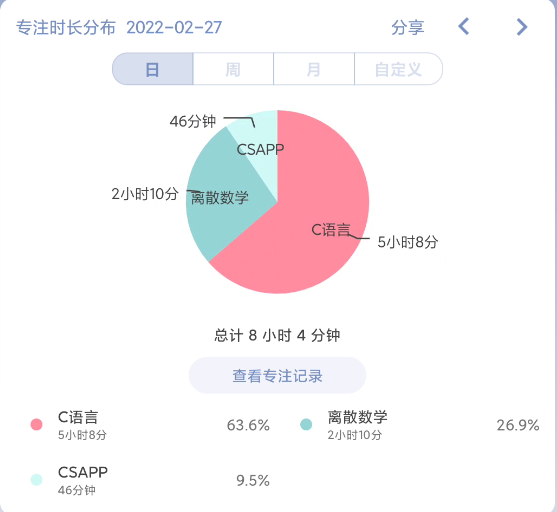 专注时长分布 2022-02-27 分享
日 周 月 自定义
46分钟
CSAPP
2小时10分
离散数学
C语言
5小时8分
总计 8 小时 4 分钟
查看专注记录
C语言 63.6% 离散数学 26.9%
5小时8分 2小时10分
CSAPP 9.5%
46分钟